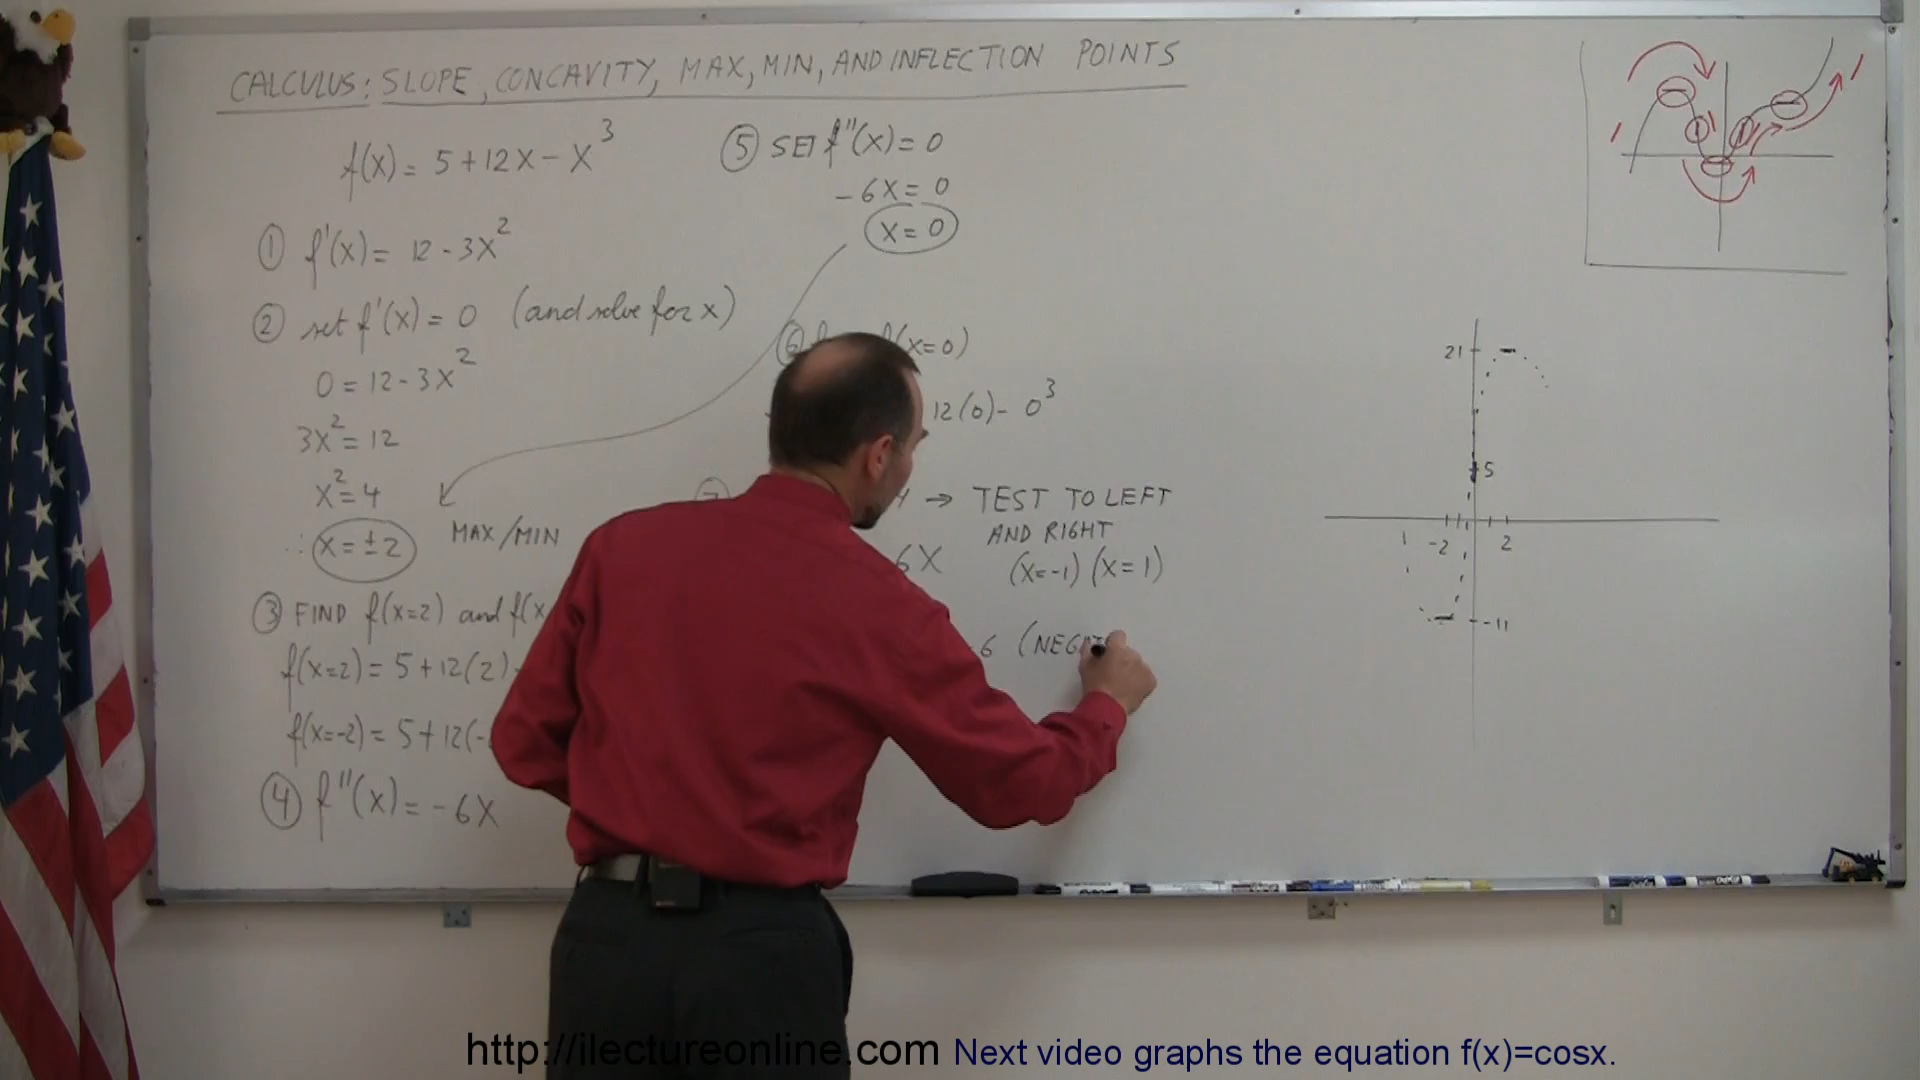 CALCULUS: SLOPE, CONCAVITY, MAX, MIN, AND INFLECTION POINTS
f(x) = 5 + 12x - x³
① f'(x) = 12 - 3x²
② set f'(x) = 0 (and solve for x)
0 = 12 - 3x²
3x² = 12
x² = 4
∴ x = ±2
MAX/MIN
③ FIND f(x=2) and f(x
f(x=2) = 5 + 12(2)
f(x=-2) = 5 + 12(-
④ f''(x) = -6x
⑤ SET f''(x) = 0
-6x = 0
x = 0
⑥ (x=0)
12(0) - 0³
→ TEST TO LEFT
AND RIGHT
6x (x=-1) (x=1)
-6 (NEG
21
5
-2 2
-11
http://ilectureonline.com Next video graphs the equation f(x)=cosx.